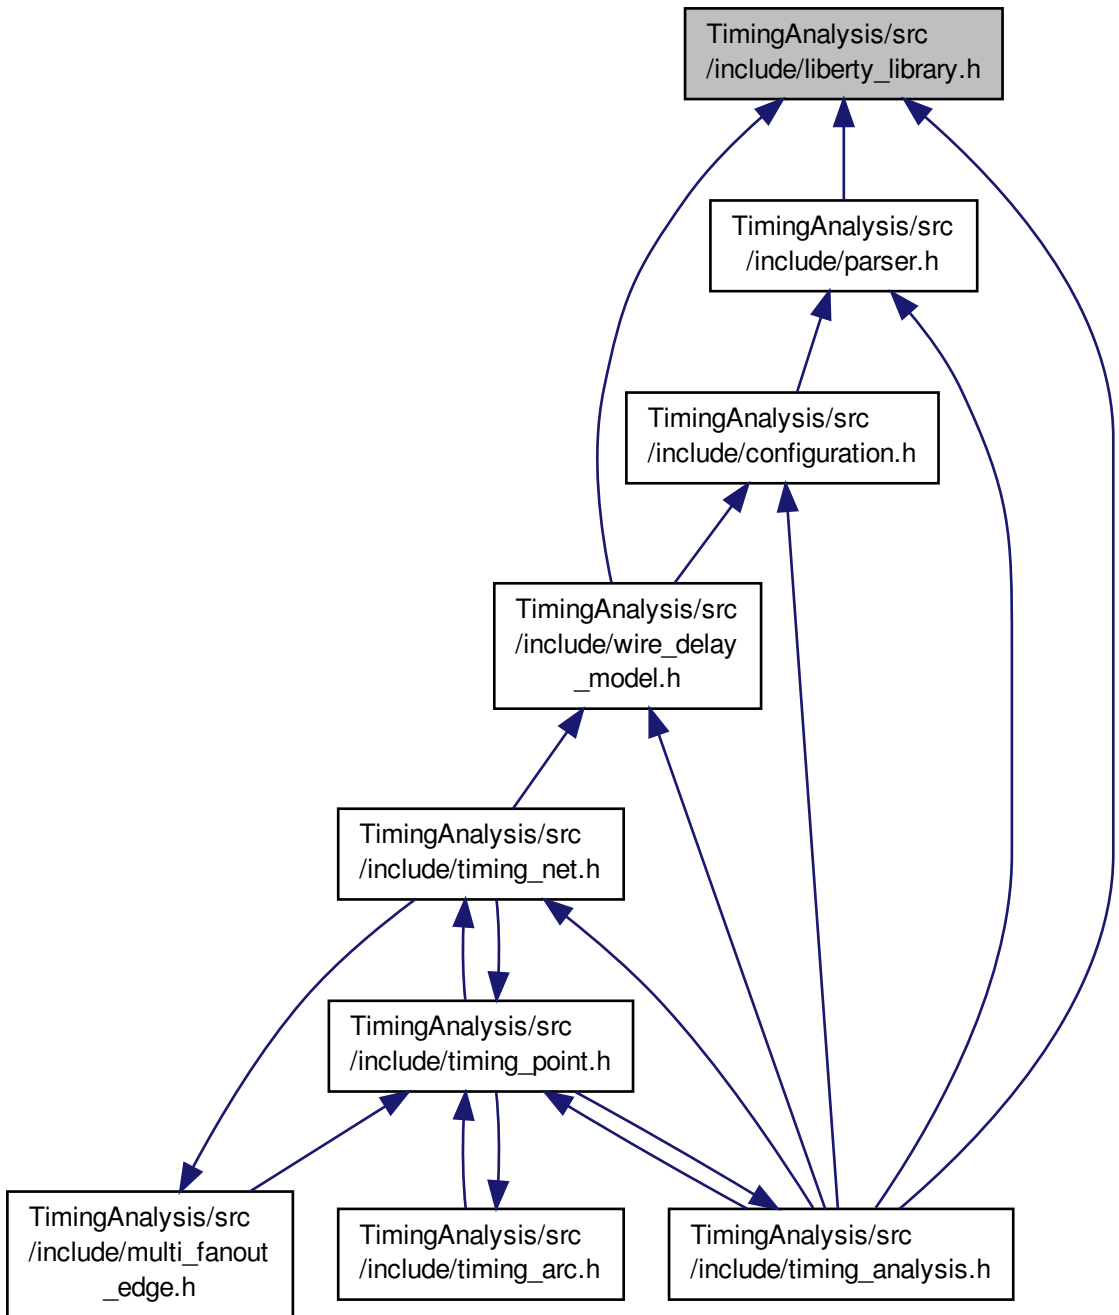 TimingAnalysis/src
/include/liberty_library.h
TimingAnalysis/src
/include/parser.h
TimingAnalysis/src
/include/configuration.h
TimingAnalysis/src
/include/wire_delay
_model.h
TimingAnalysis/src
/include/timing_net.h
TimingAnalysis/src
/include/timing_point.h
TimingAnalysis/src
/include/multi_fanout
_edge.h
TimingAnalysis/src
/include/timing_arc.h
TimingAnalysis/src
/include/timing_analysis.h